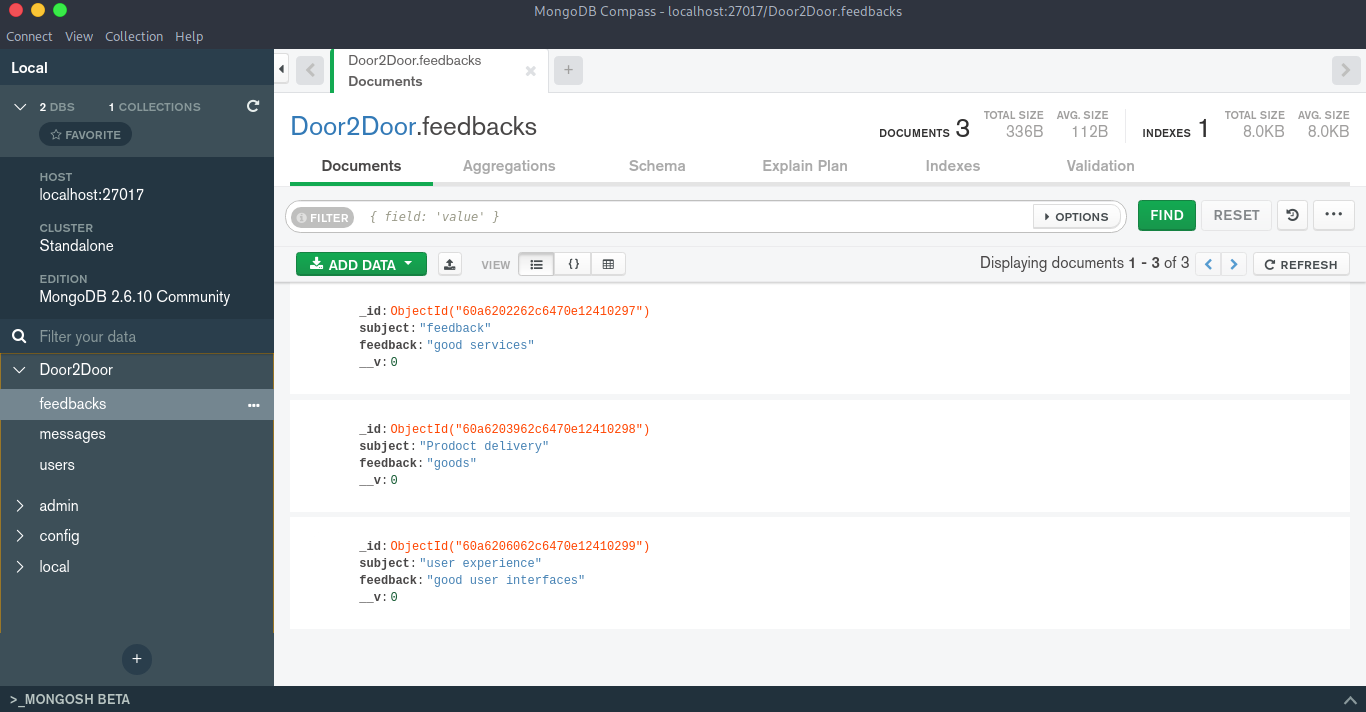 MongoDB Compass - localhost:27017/Door2Door.feedbacks
Connect View Collection Help
Local
2 DBS 1 COLLECTIONS
FAVORITE
HOST
localhost:27017
CLUSTER
Standalone
EDITION
MongoDB 2.6.10 Community
Filter your data
Door2Door
feedbacks
messages
users
admin
config
local
+
>_MONGOSH BETA
Door2Door.feedbacks
Documents
+
Door2Door.feedbacks
DOCUMENTS 3 TOTAL SIZE 336B AVG. SIZE 112B INDEXES 1 TOTAL SIZE 8.0KB AVG. SIZE 8.0KB
Documents Aggregations Schema Explain Plan Indexes Validation
FILTER { field: 'value' } OPTIONS FIND RESET ...
ADD DATA VIEW {} Displaying documents 1 - 3 of 3 < > REFRESH
_id: ObjectId("60a6202262c6470e12410297")
subject: "feedback"
feedback: "good services"
__v: 0
_id: ObjectId("60a6203962c6470e12410298")
subject: "Prodoct delivery"
feedback: "goods"
__v: 0
_id: ObjectId("60a6206062c6470e12410299")
subject: "user experience"
feedback: "good user interfaces"
__v: 0